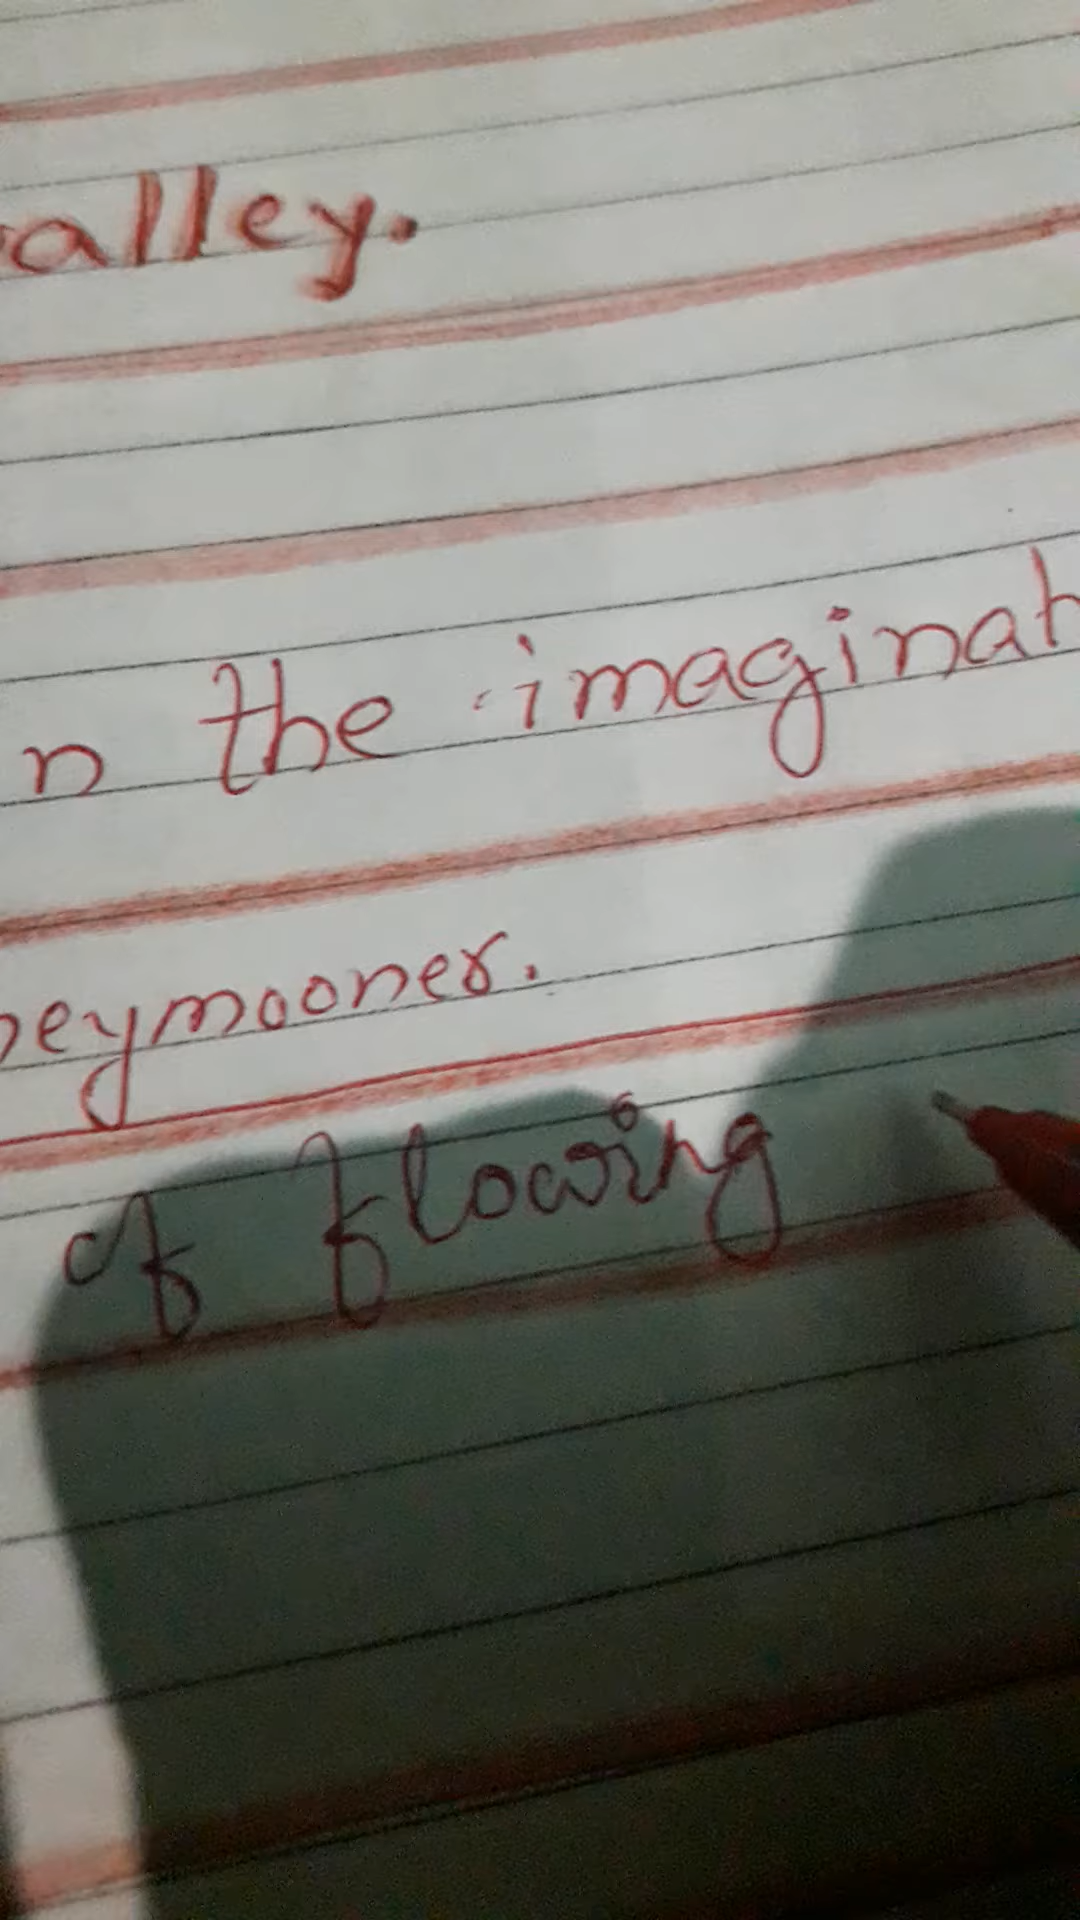 alley.
n the imaginat
eymooner.
of flowing